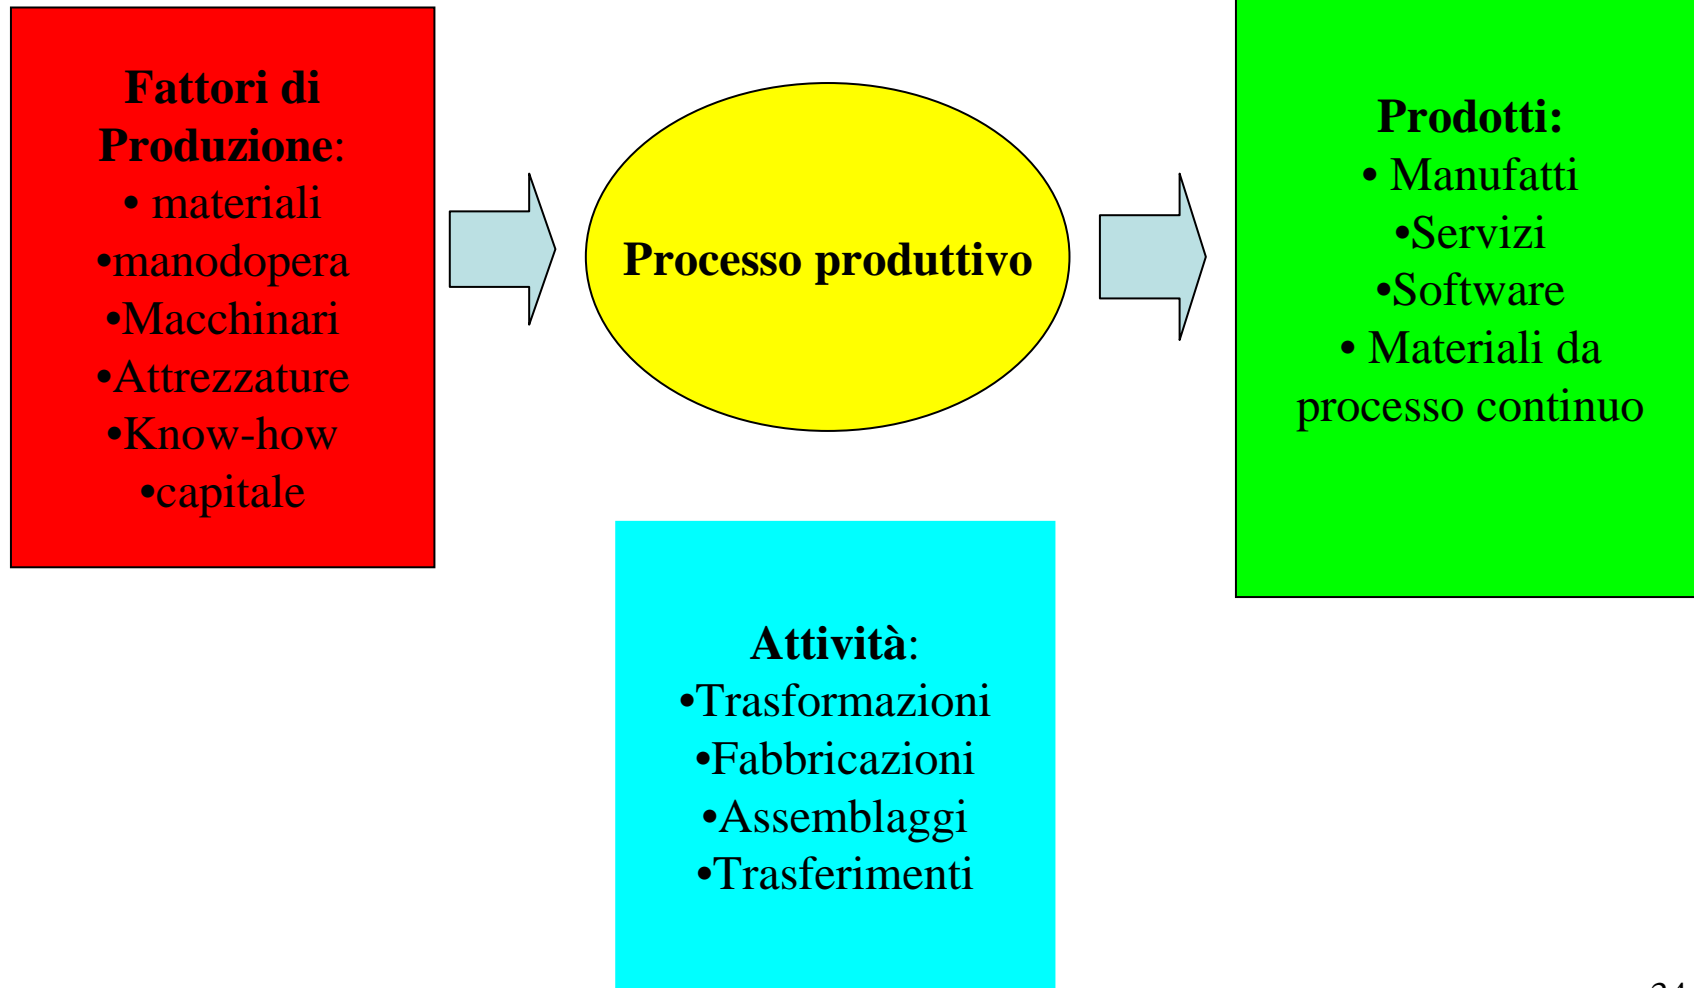 Fattori di
Produzione:
• materiali
•manodopera
•Macchinari
•Attrezzature
•Know-how
•capitale
Processo produttivo
Prodotti:
• Manufatti
•Servizi
•Software
• Materiali da
processo continuo
Attività:
•Trasformazioni
•Fabbricazioni
•Assemblaggi
•Trasferimenti